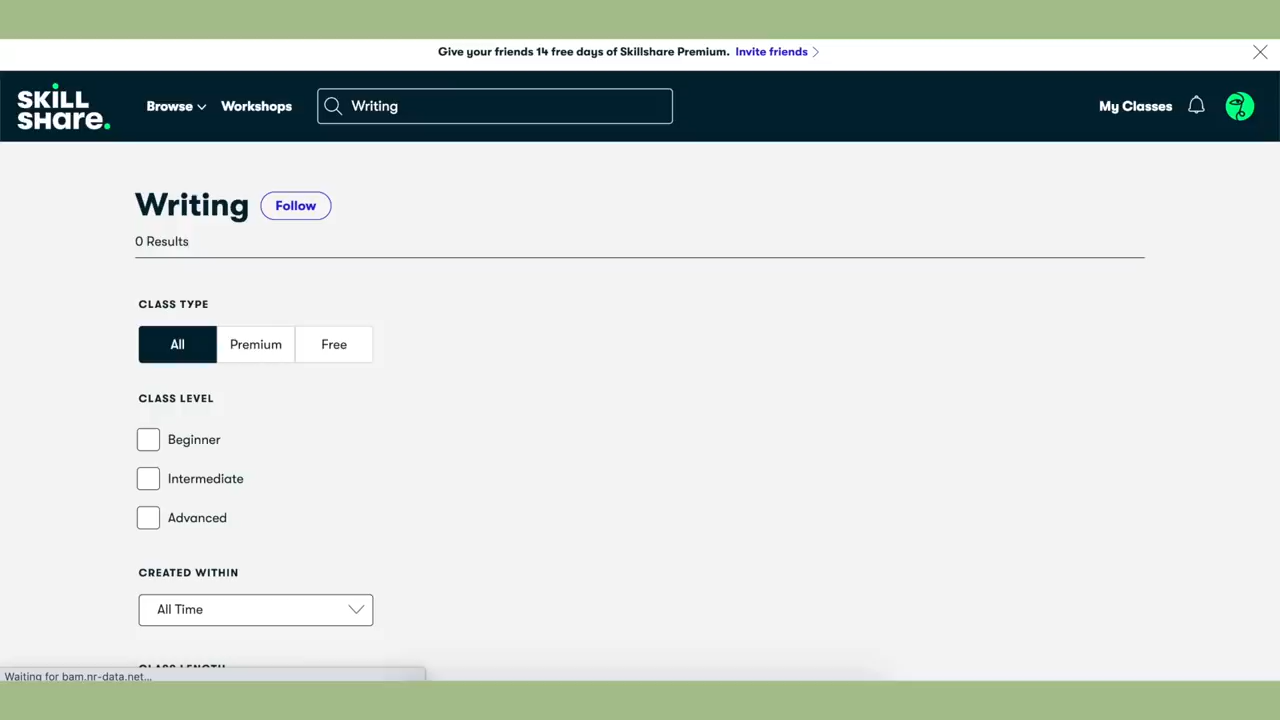 Give your friends 14 free days of Skillshare Premium. Invite friends
SKiLL
SHare.
Browse
Workshops
Writing
My Classes
Writing
Follow
0 Results
CLASS TYPE
All
Premium
Free
CLASS LEVEL
Beginner
Intermediate
Advanced
CREATED WITHIN
All Time
CLASS LENGTH
Waiting for bam.nr-data.net...